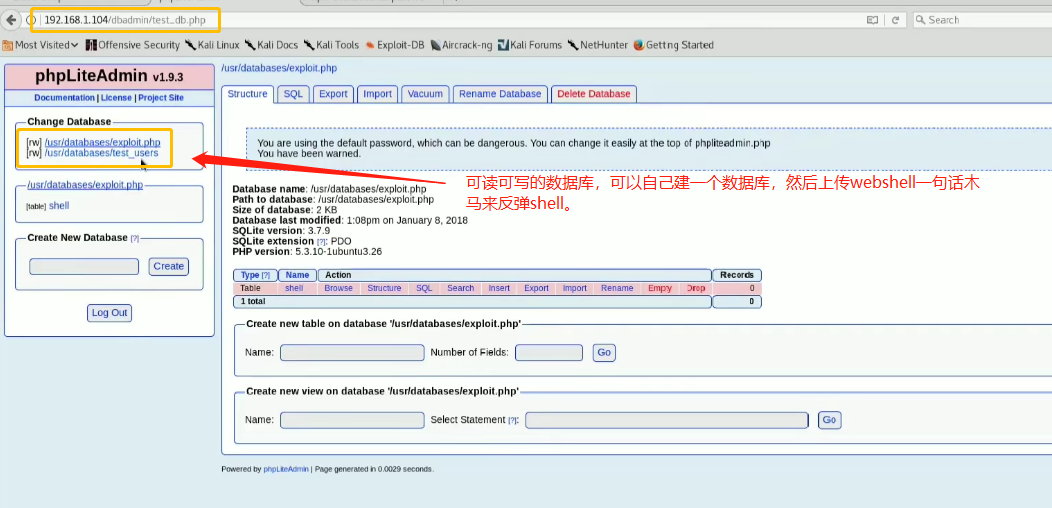 192.168.1.104/dbadmin/test_db.php
Search
Most Visited Offensive Security Kali Linux Kali Docs Kali Tools Exploit-DB Aircrack-ng Kali Forums NetHunter Getting Started
phpLiteAdmin v1.9.3
Documentation | License | Project Site
Change Database
[rw] /usr/databases/exploit.php
[rw] /usr/databases/test_users
/usr/databases/exploit.php
[table] shell
Create New Database [?]
Create
Log Out
/usr/databases/exploit.php
Structure SQL Export Import Vacuum Rename Database Delete Database
You are using the default password, which can be dangerous. You can change it easily at the top of phpliteadmin.php
You have been warned.
可读可写的数据库，可以自己建一个数据库，然后上传webshell一句话木
马来反弹shell。
Database name: /usr/databases/exploit.php
Path to database: /usr/databases/exploit.php
Size of database: 2 KB
Database last modified: 1:08pm on January 8, 2018
SQLite version: 3.7.9
SQLite extension [?]: PDO
PHP version: 5.3.10-1ubuntu3.26
Type [?] Name Action Records
Table shell Browse Structure SQL Search Insert Export Import Rename Empty Drop 0
1 total 0
Create new table on database '/usr/databases/exploit.php'
Name: Number of Fields: Go
Create new view on database '/usr/databases/exploit.php'
Name: Select Statement [?]: Go
Powered by phpLiteAdmin | Page generated in 0.0029 seconds.